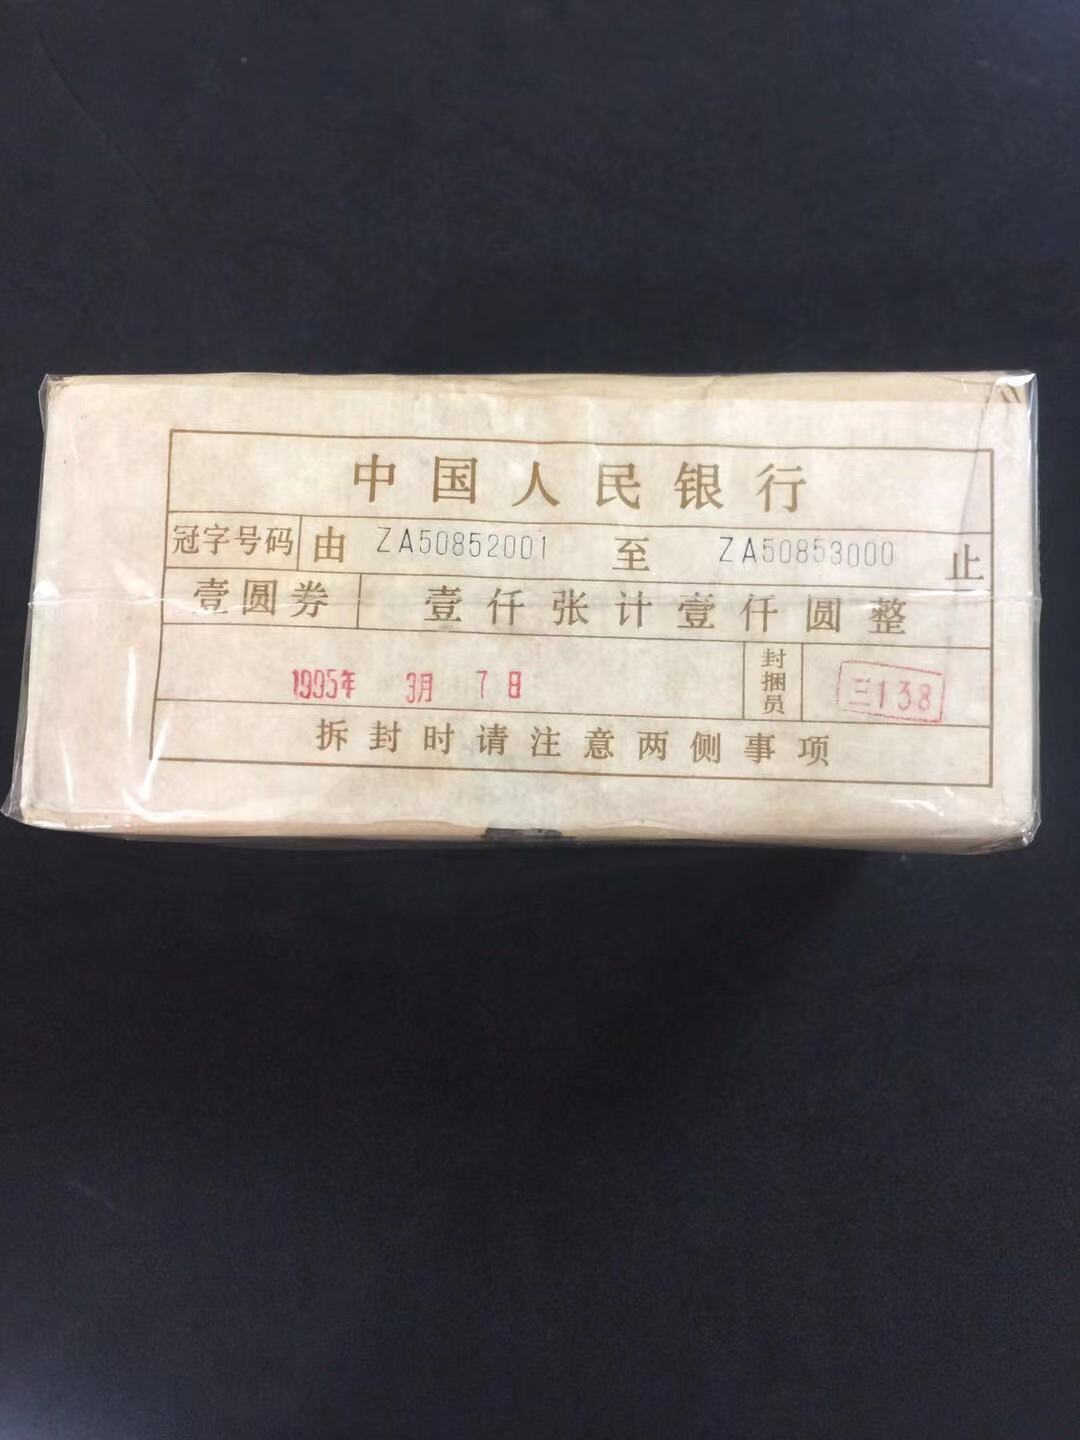 中国人民银行
冠字号码 由 ZA50852001 至 ZA50853000 止
壹圆券 壹仟张计壹仟圆整
1995年 3月 7日 封捆员 三138
拆封时请注意两侧事项